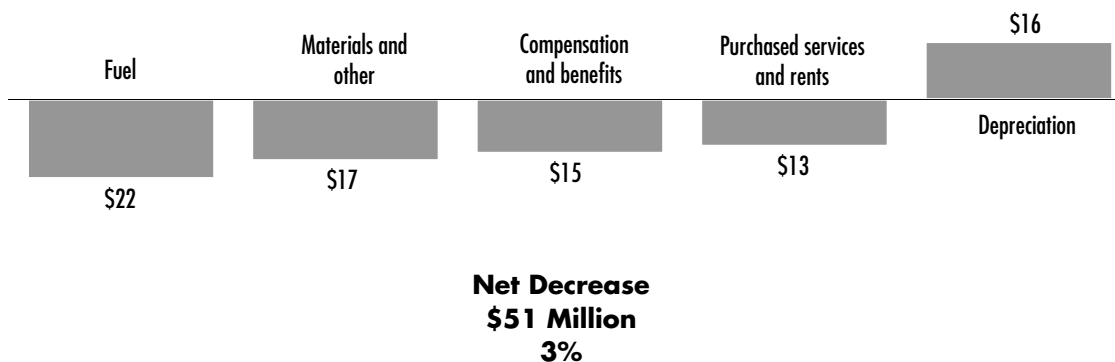 $16
Fuel
Materials and
other
Compensation
and benefits
Purchased services
and rents
Depreciation
$22
$17
$15
$13
Net Decrease
$51 Million
3%